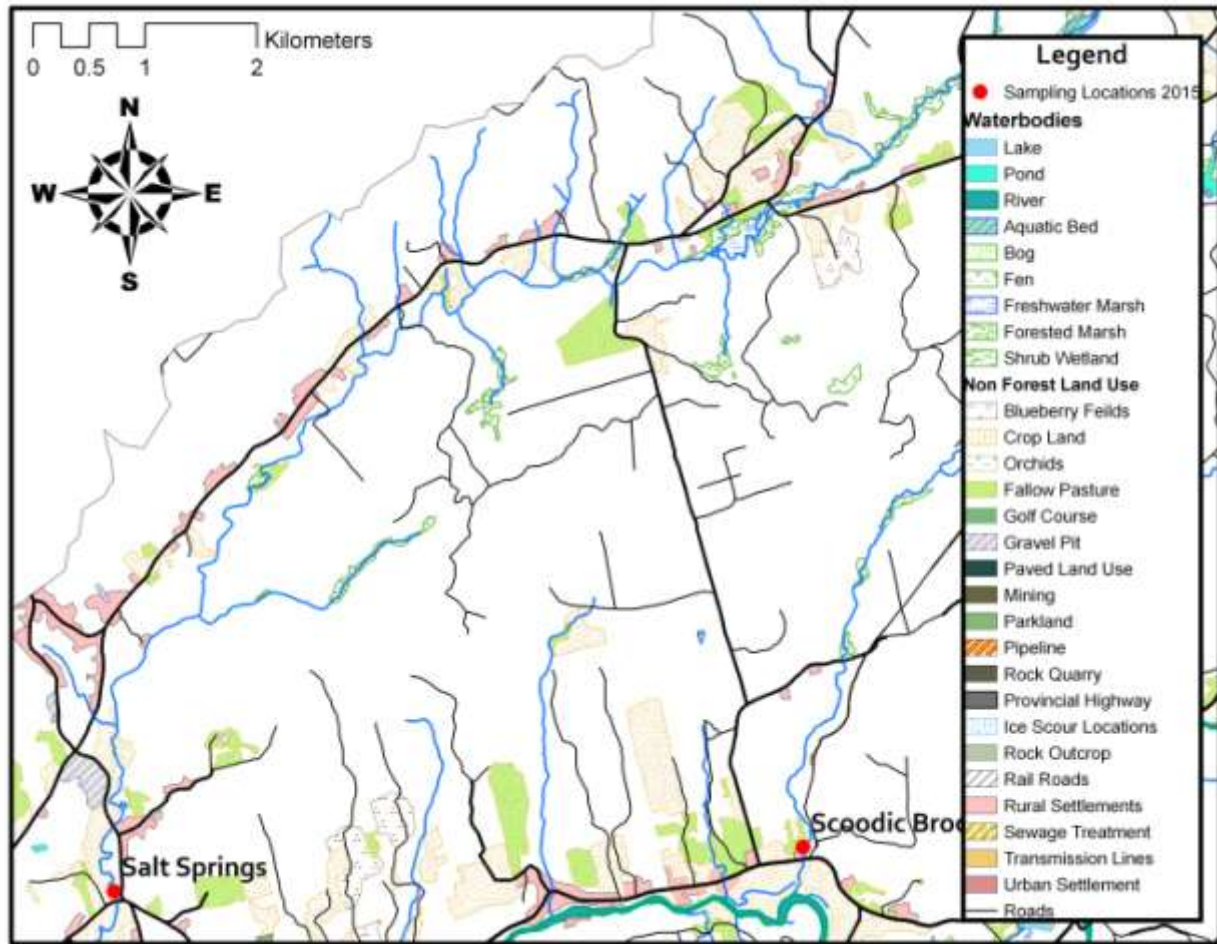 Kilometers
0 0.5 1 2
N
W E
S
Legend
Sampling Locations 2015
Waterbodies
Lake
Pond
River
Aquatic Bed
Bog
Fen
Freshwater Marsh
Forested Marsh
Shrub Wetland
Non Forest Land Use
Blueberry Feilds
Crop Land
Orchids
Fallow Pasture
Golf Course
Gravel Pit
Paved Land Use
Mining
Parkland
Pipeline
Rock Quarry
Provincial Highway
Ice Scour Locations
Rock Outcrop
Rail Roads
Rural Settlements
Sewage Treatment
Transmission Lines
Urban Settlement
Roads
Scoodic Broo
Salt Springs